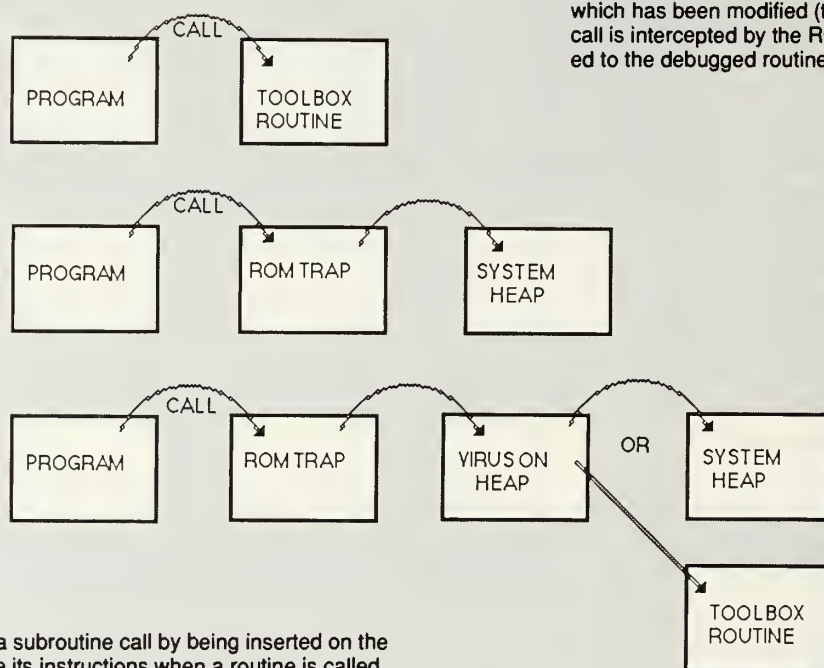 which has been modified
call is intercepted by the
ed to the debugged routine
CALL
PROGRAM
TOOLBOX
ROUTINE
CALL
PROGRAM
ROM TRAP
SYSTEM
HEAP
CALL
PROGRAM
ROM TRAP
VIRUS ON
HEAP
OR
SYSTEM
HEAP
TOOLBOX
ROUTINE
a subroutine call by being inserted on the
its instructions when a routine is called